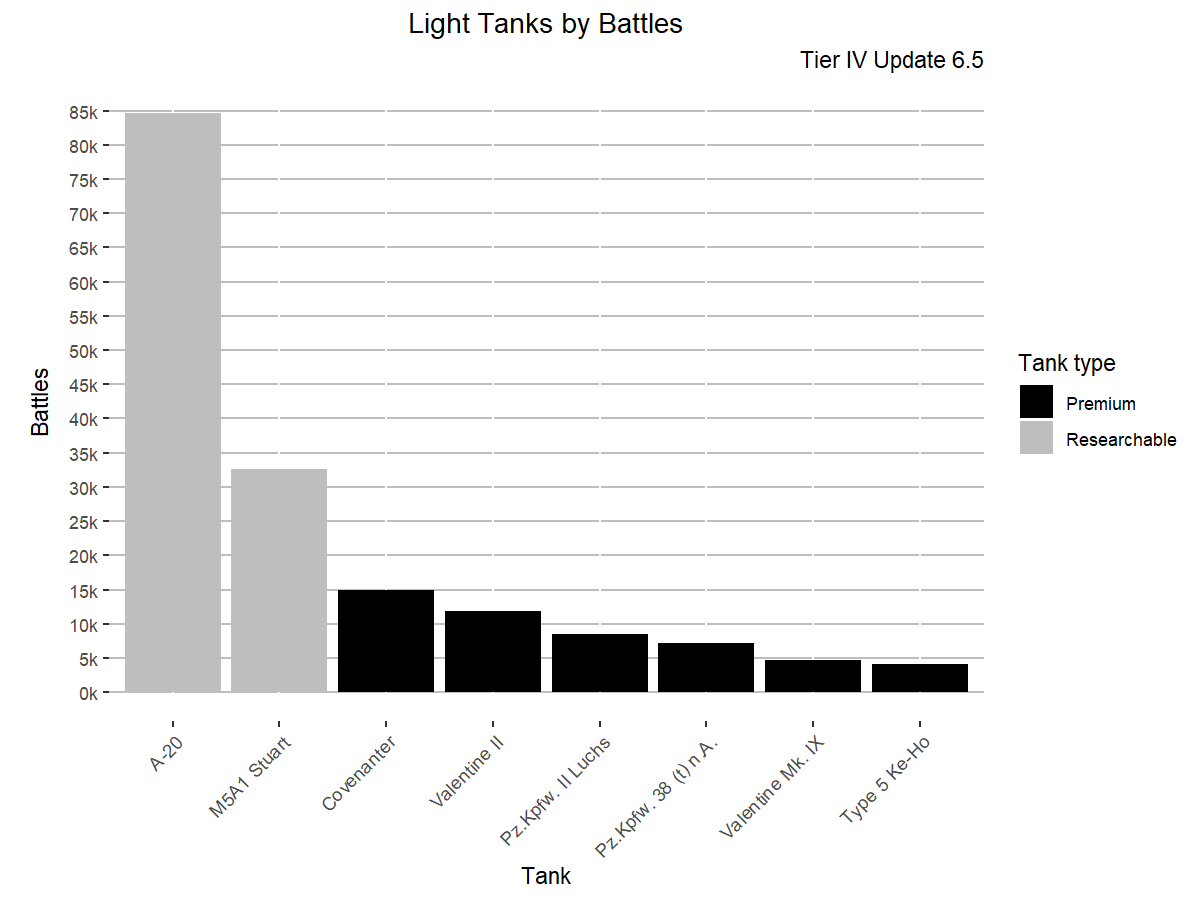 Light Tanks by Battles
Tier IV Update 6.5
85k
80k
75k
70k
65k
60k
55k
50k
45k
40k
35k
30k
25k
20k
15k
10k
5k
0k
Battles
A-20
M5A1 Stuart
Covenanter
Valentine II
Pz.Kpfw. II Luchs
Pz.Kpfw. 38 (t) n.A.
Valentine Mk. IX
Type 5 Ke-Ho
Tank
Tank type
Premium
Researchable